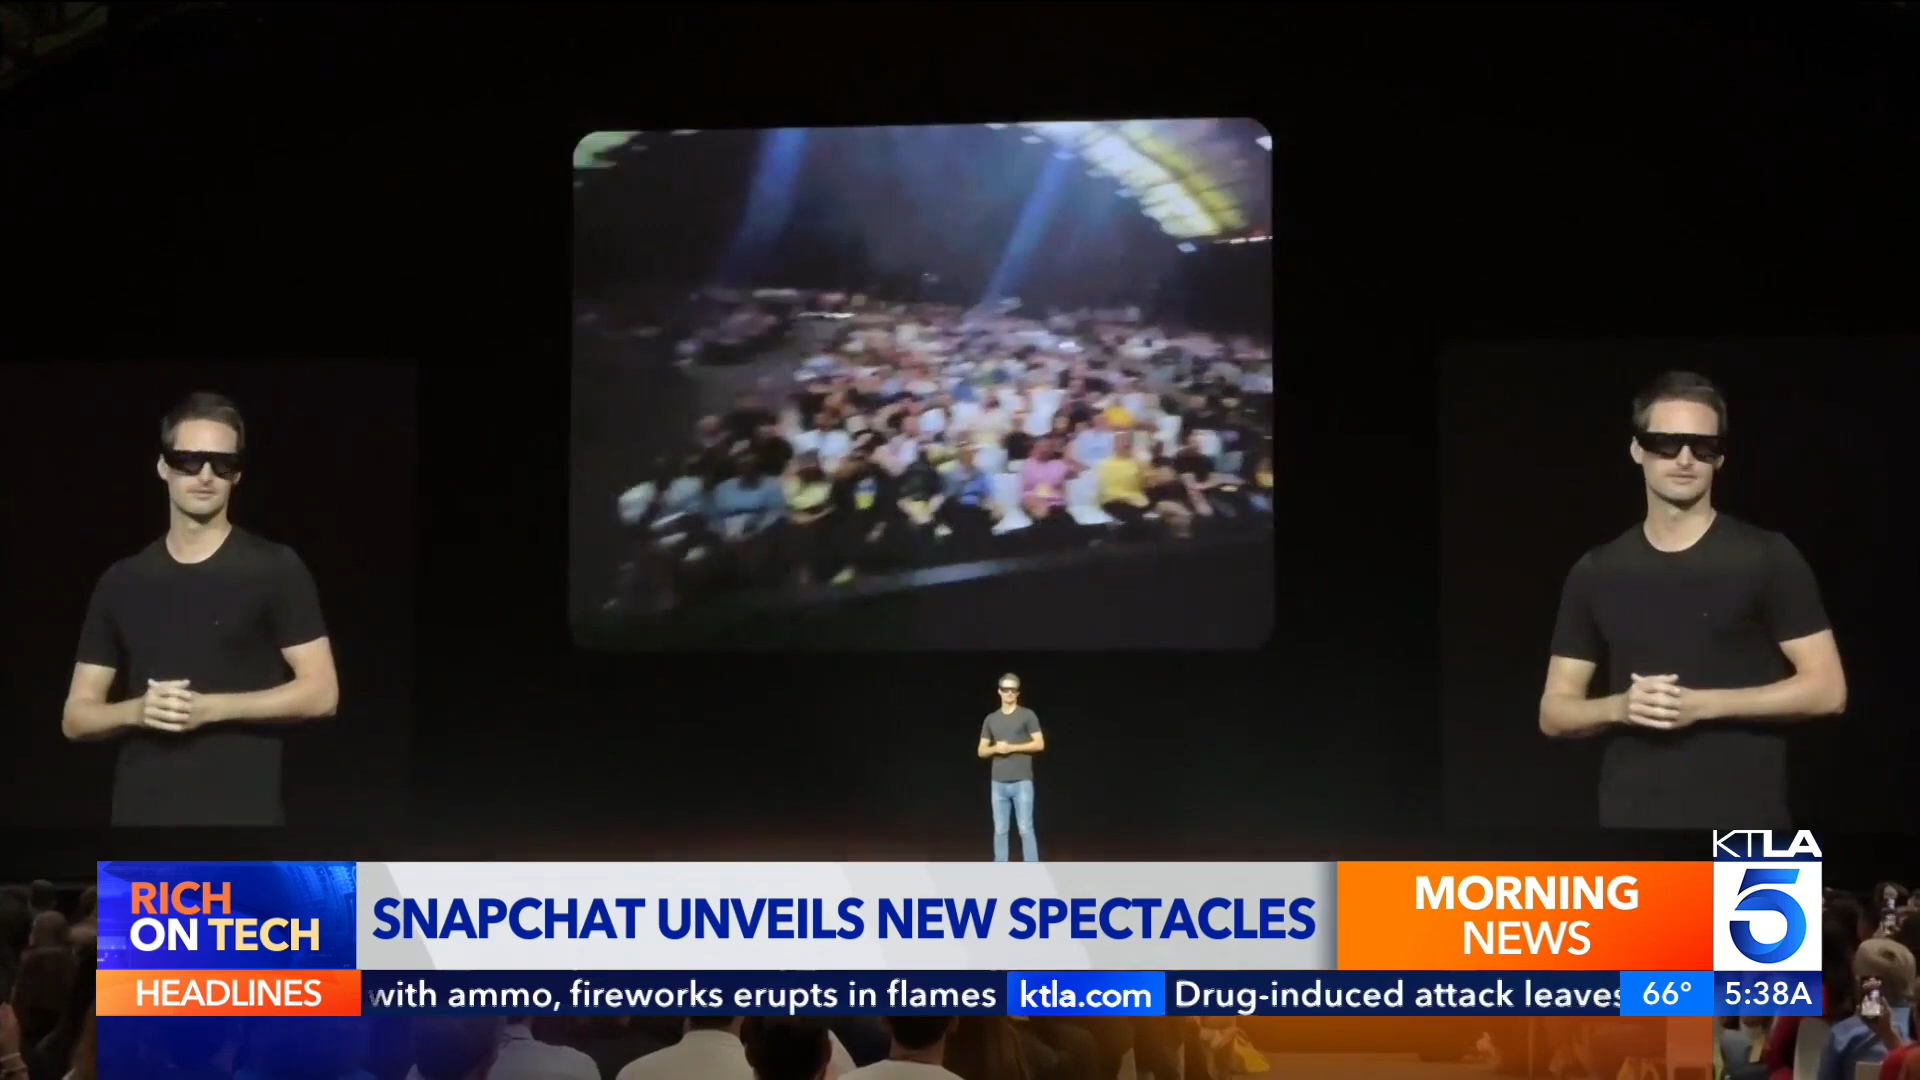 KTLA
5
RICH
ON TECH
SNAPCHAT UNVEILS NEW SPECTACLES
MORNING
NEWS
HEADLINES
with ammo, fireworks erupts in flames ktla.com Drug-induced attack leaves
66° 5:38A